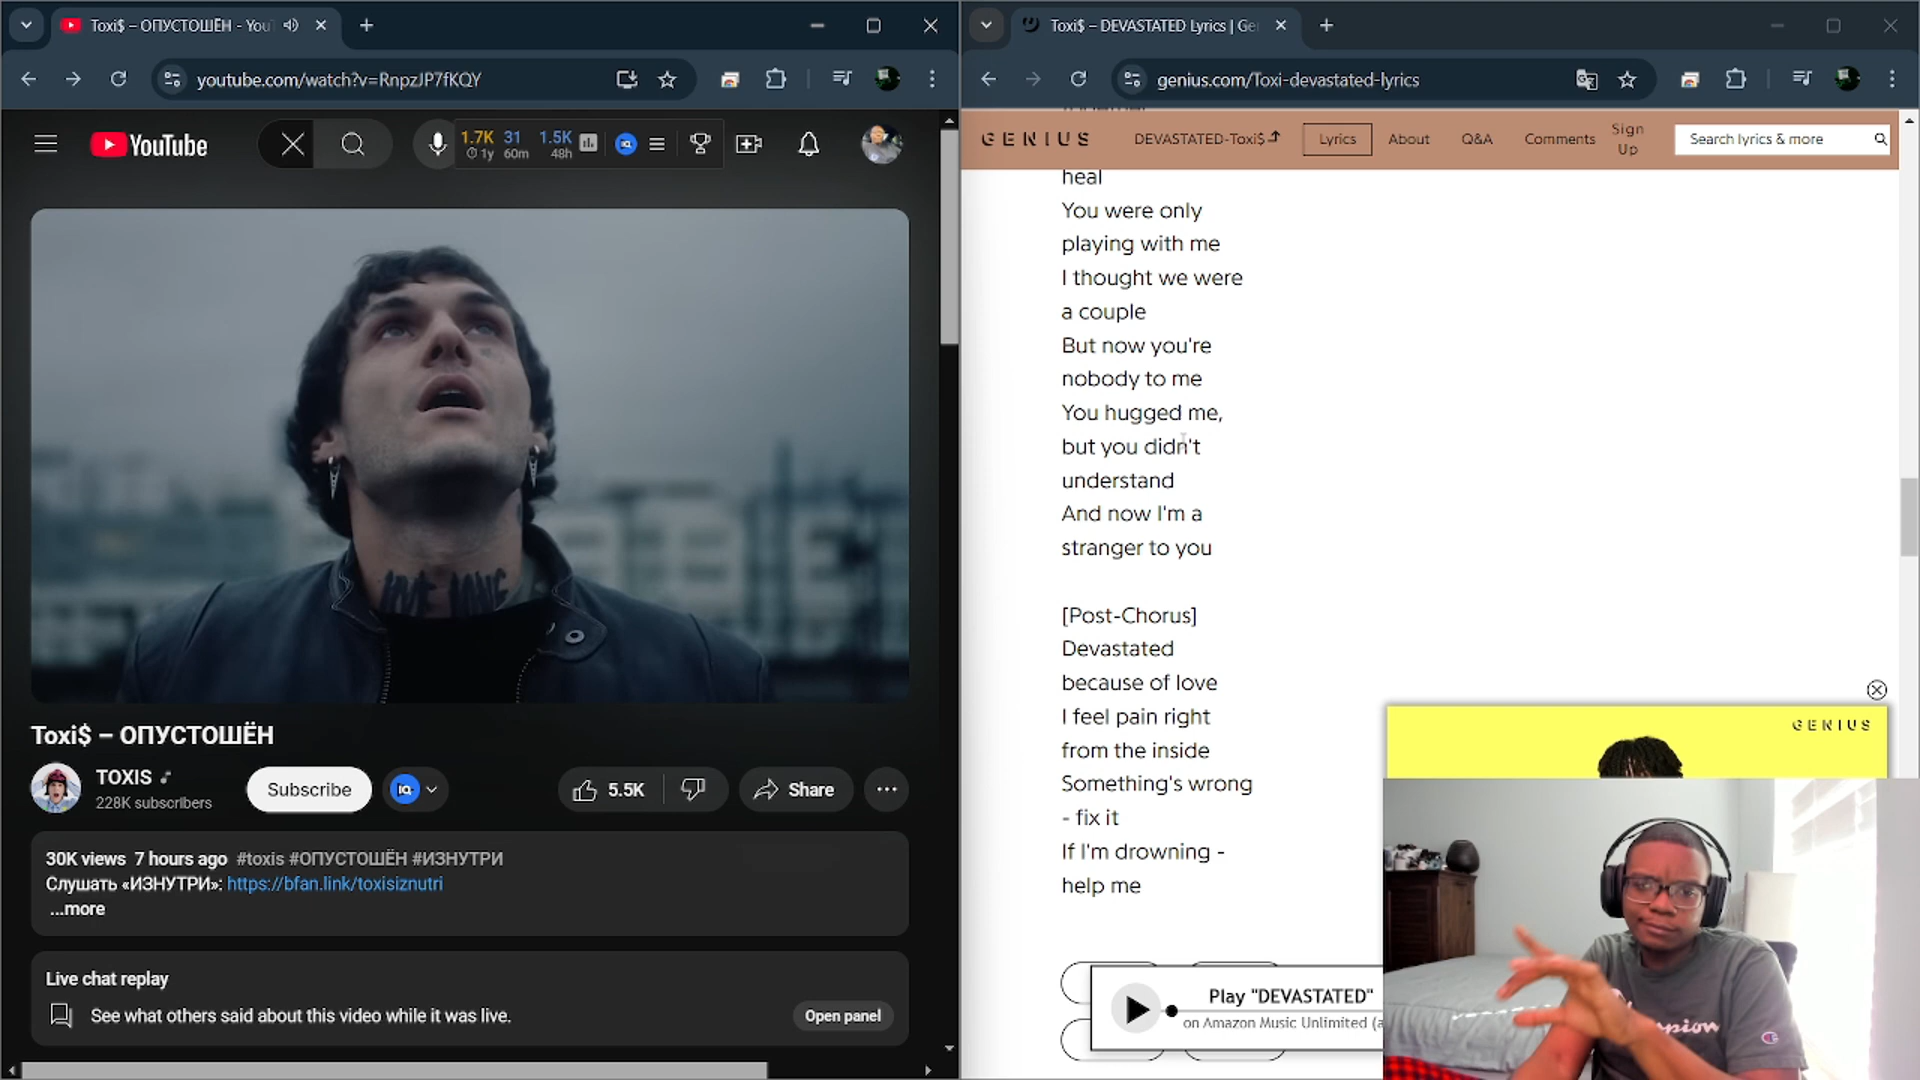 Toxi$ – ОПУСТОШЁН - You
youtube.com/watch?v=RnpzJP7fKQY
YouTube
1.7K 31 1.5K
1y 60m 48h
Toxi$ – ОПУСТОШЁН
TOXIS
228K subscribers
Subscribe
5.5K
Share
30K views 7 hours ago #toxis #ОПУСТОШЁН #ИЗНУТРИ
Слушать «ИЗНУТРИ»: https://bfan.link/toxisiznutri
...more
Live chat replay
See what others said about this video while it was live.
Open panel
Toxi$ – DEVASTATED Lyrics | Ge
genius.com/Toxi-devastated-lyrics
GENIUS
DEVASTATED-Toxi$
Lyrics
About
Q&A
Comments
Sign
Up
Search lyrics & more
heal
You were only
playing with me
I thought we were
a couple
But now you're
nobody to me
You hugged me,
but you didn't
understand
And now I'm a
stranger to you
[Post-Chorus]
Devastated
because of love
I feel pain right
from the inside
Something's wrong
- fix it
If I'm drowning -
help me
GENIUS
Play "DEVASTATED"
on Amazon Music Unlimited (a